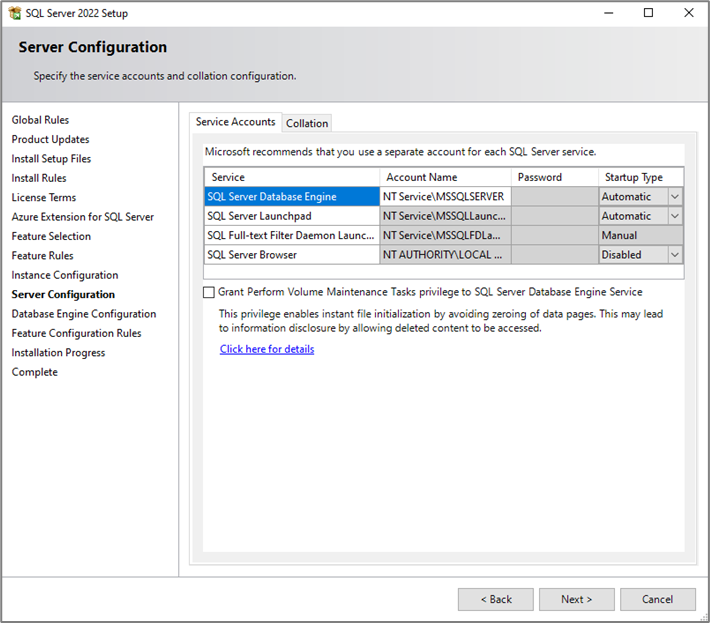 SQL Server 2022 Setup
Server Configuration
Specify the service accounts and collation configuration.
Global Rules
Product Updates
Install Setup Files
Install Rules
License Terms
Azure Extension for SQL Server
Feature Selection
Feature Rules
Instance Configuration
Server Configuration
Database Engine Configuration
Feature Configuration Rules
Installation Progress
Complete
Service Accounts Collation
Microsoft recommends that you use a separate account for each SQL Server service.
Service Account Name Password Startup Type
SQL Server Database Engine NT Service\MSSQLSERVER Automatic
SQL Server Launchpad NT Service\MSSQLLaunc... Automatic
SQL Full-text Filter Daemon Launc... NT Service\MSSQLFDLa... Manual
SQL Server Browser NT AUTHORITY\LOCAL ... Disabled
Grant Perform Volume Maintenance Tasks privilege to SQL Server Database Engine Service
This privilege enables instant file initialization by avoiding zeroing of data pages. This may lead
to information disclosure by allowing deleted content to be accessed.
Click here for details
< Back Next > Cancel